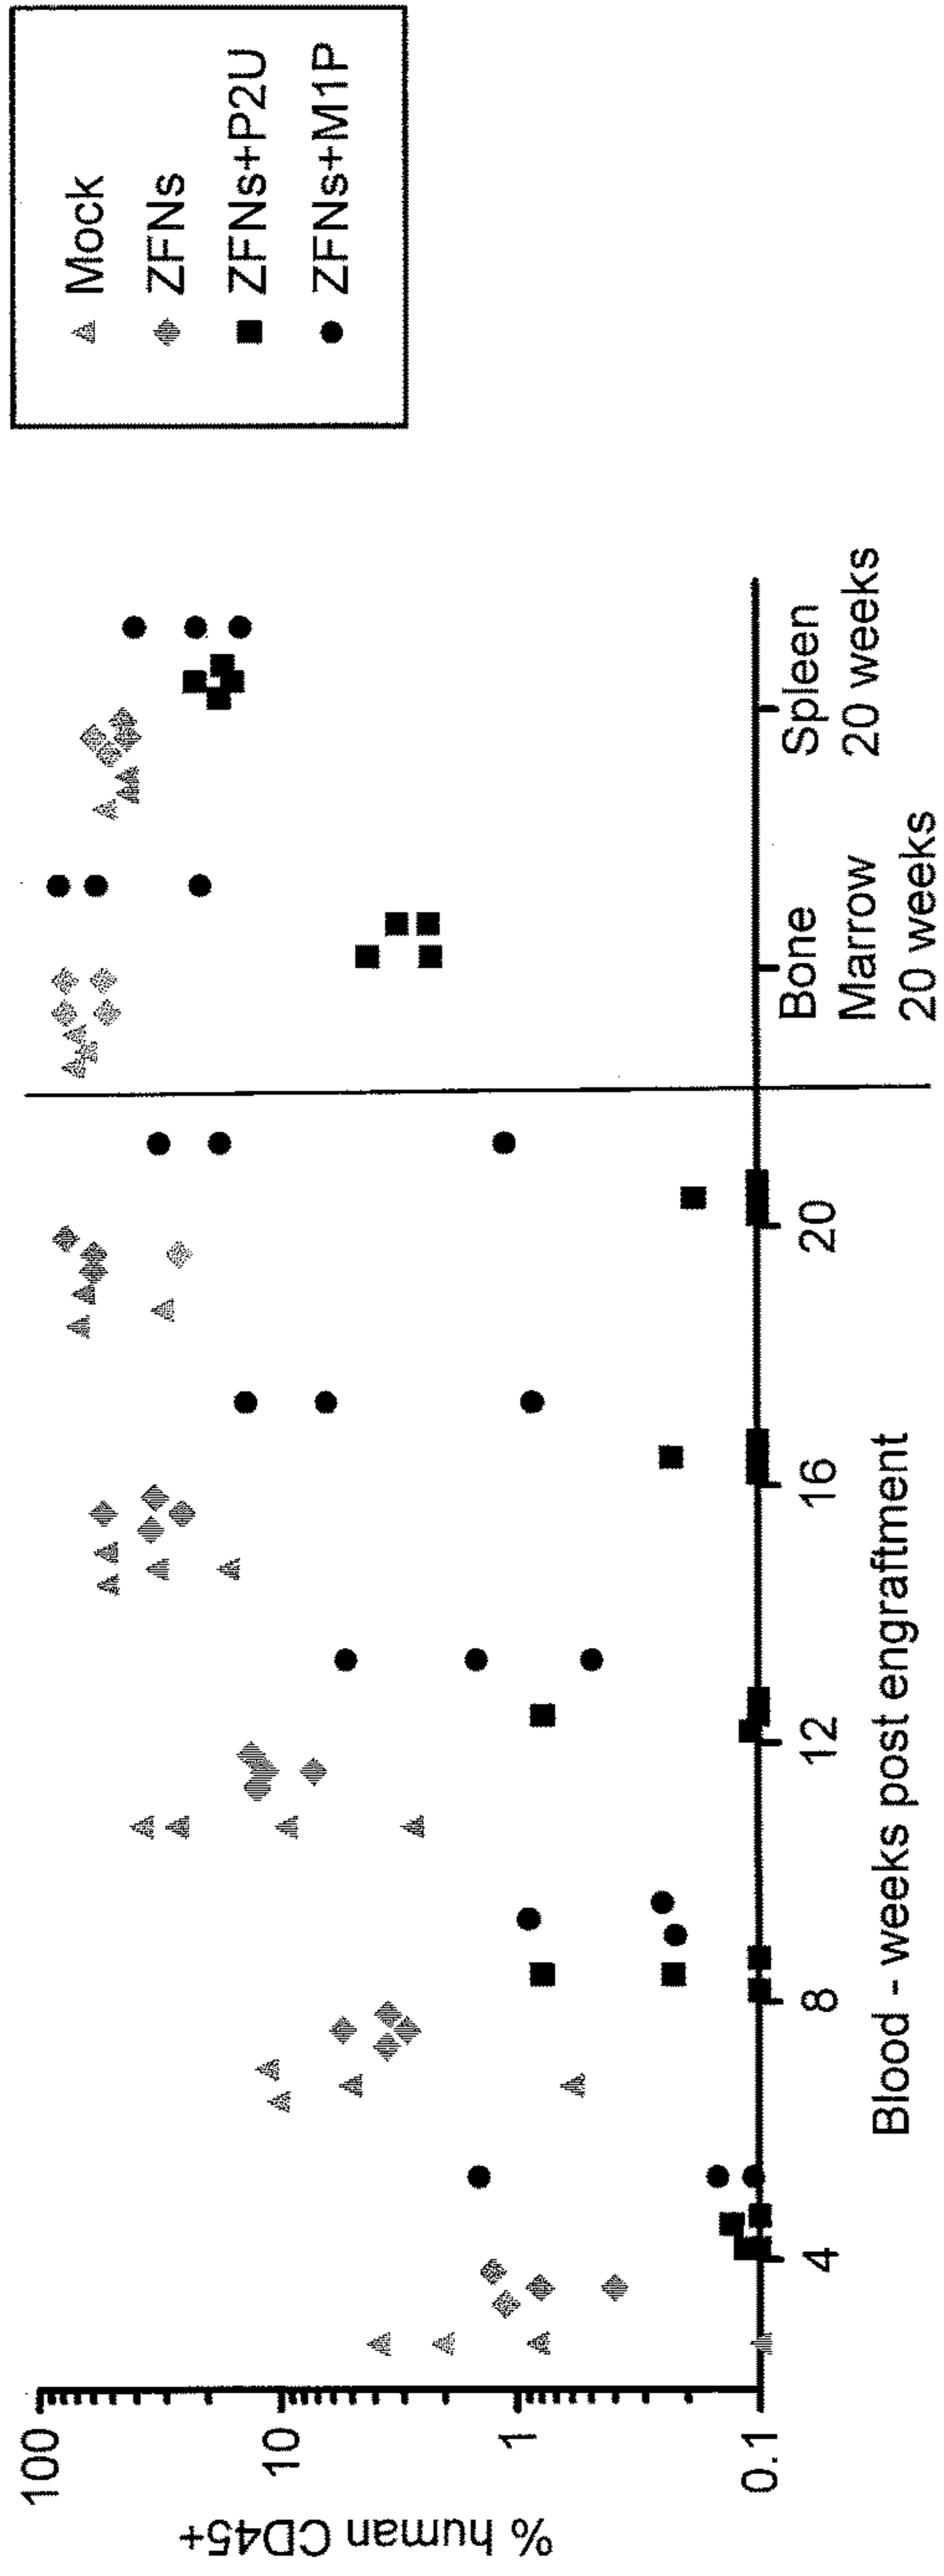 % human CD45+
100
10
1
0.1
4
8
12
16
20
Blood - weeks post engraftment
Bone
Marrow
20 weeks
Spleen
20 weeks
Mock
ZFNs
ZFNs+P2U
ZFNs+M1P